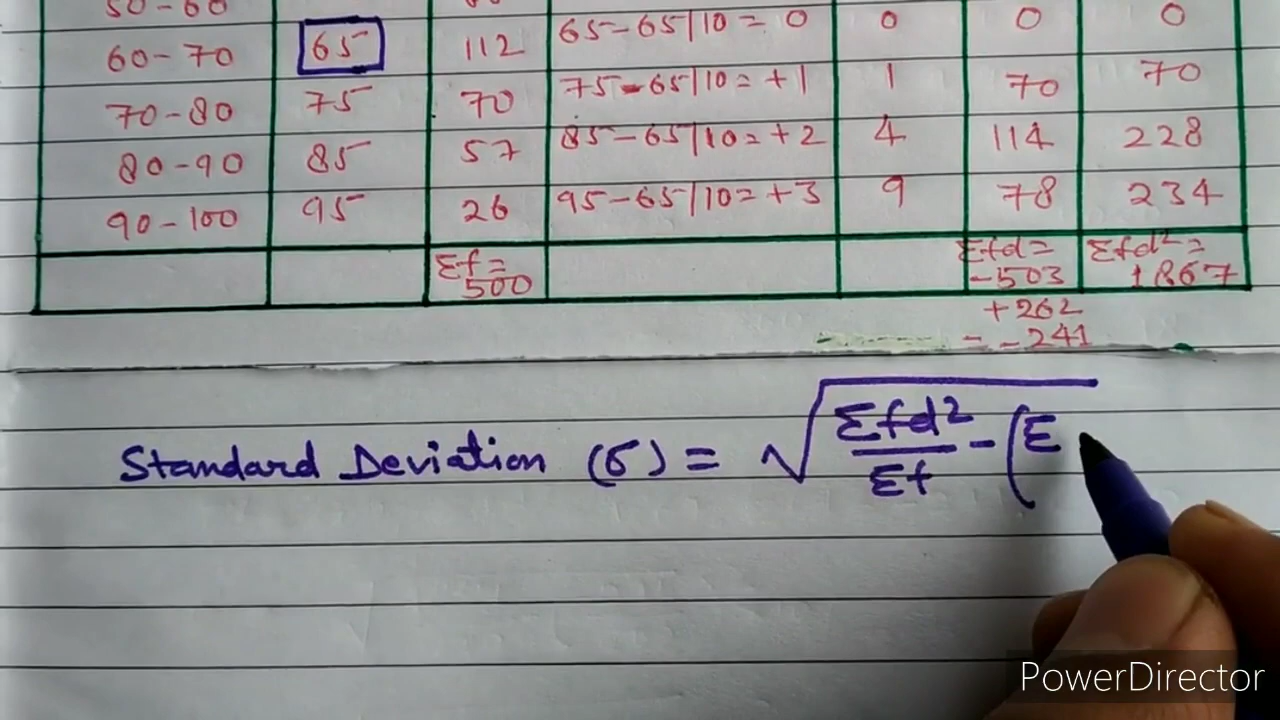 50-60
60-70 65 112 65-65/10=0 0 0 0
70-80 75 70 75-65/10=+1 1 70 70
80-90 85 57 85-65/10=+2 4 114 228
90-100 95 26 95-65/10=+3 9 78 234
Σf= Σfd= Σfd²=
500 -503 1867
+262
= -241
Standard Deviation (σ) = √ Σfd²/Σf - (Σ
PowerDirector